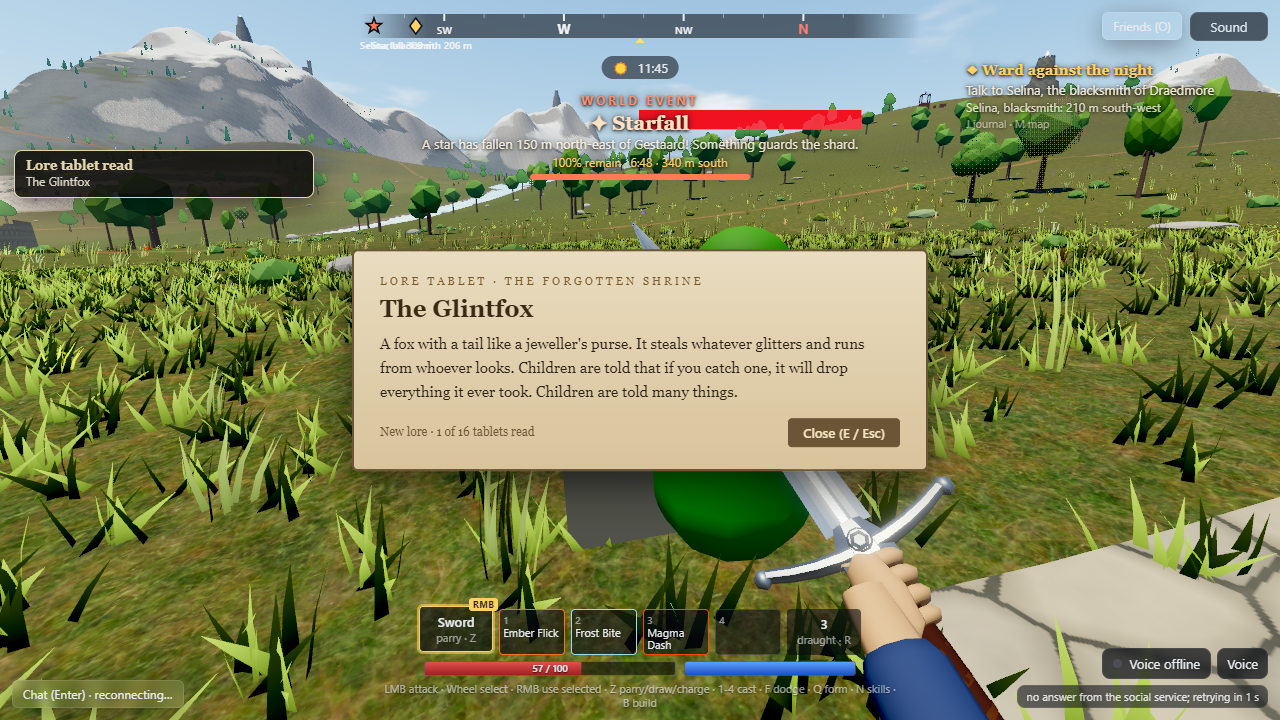 SW
W
NW
N
Friends (O)
Sound
206 m
11:45
WORLD EVENT
Starfall
A star has fallen 150 m north-east of Gestaard! Something guards the shard.
100% remain · 6:48 · 340 m south
Ward against the night
Talk to Selina, the blacksmith of Draedmore
Selina, blacksmith: 210 m south-west
J journal · M map
Lore tablet read
The Glintfox
LORE TABLET · THE FORGOTTEN SHRINE
The Glintfox
A fox with a tail like a jeweller's purse. It steals whatever glitters and runs
from whoever looks. Children are told that if you catch one, it will drop
everything it ever took. Children are told many things.
New lore · 1 of 16 tablets read
Close (E / Esc)
RMB
Sword
parry · Z
1
Ember Flick
2
Frost Bite
3
Magma
Dash
4
3
draught · R
57 / 100
LMB attack · Wheel select · RMB use selected · Z parry/draw/charge · 1-4 cast · F dodge · Q form · N skills ·
B build
Chat (Enter) · reconnecting...
Voice offline
Voice
no answer from the social service; retrying in 1 s